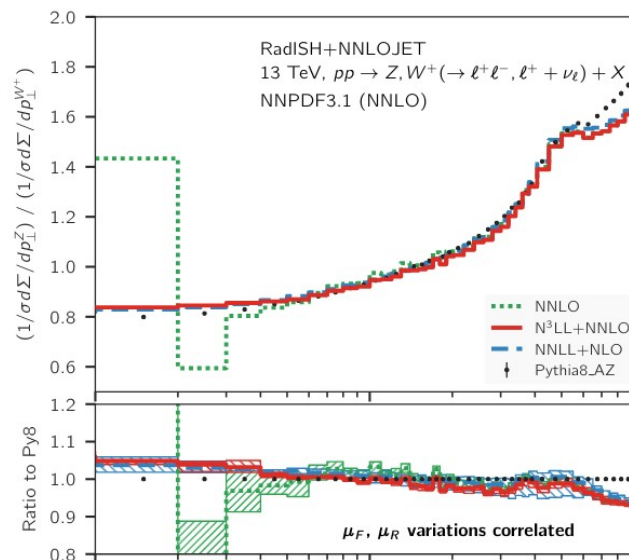 2.0
RadISH+NNLOJET
13 TeV, pp → Z, W⁺(→ ℓ⁺ℓ⁻, ℓ⁺ + νℓ) + X
NNPDF3.1 (NNLO)
1.8
1.6
1.4
1.2
1.0
0.8
0.6
(1/σdΣ/dp⊥ᶻ) / (1/σdΣ/dp⊥ᵂ⁺)
NNLO
N³LL+NNLO
NNLL+NLO
Pythia8_AZ
1.2
1.1
1.0
0.9
0.8
Ratio to Py8
μF, μR variations correlated